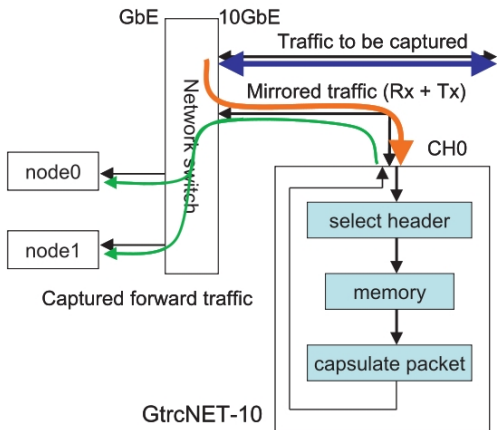 GbE 10GbE
Traffic to be captured
Mirrored traffic (Rx + Tx)
Network switch
CH0
node0
select header
node1
memory
Captured forward traffic
capsulate packet
GtrcNET-10